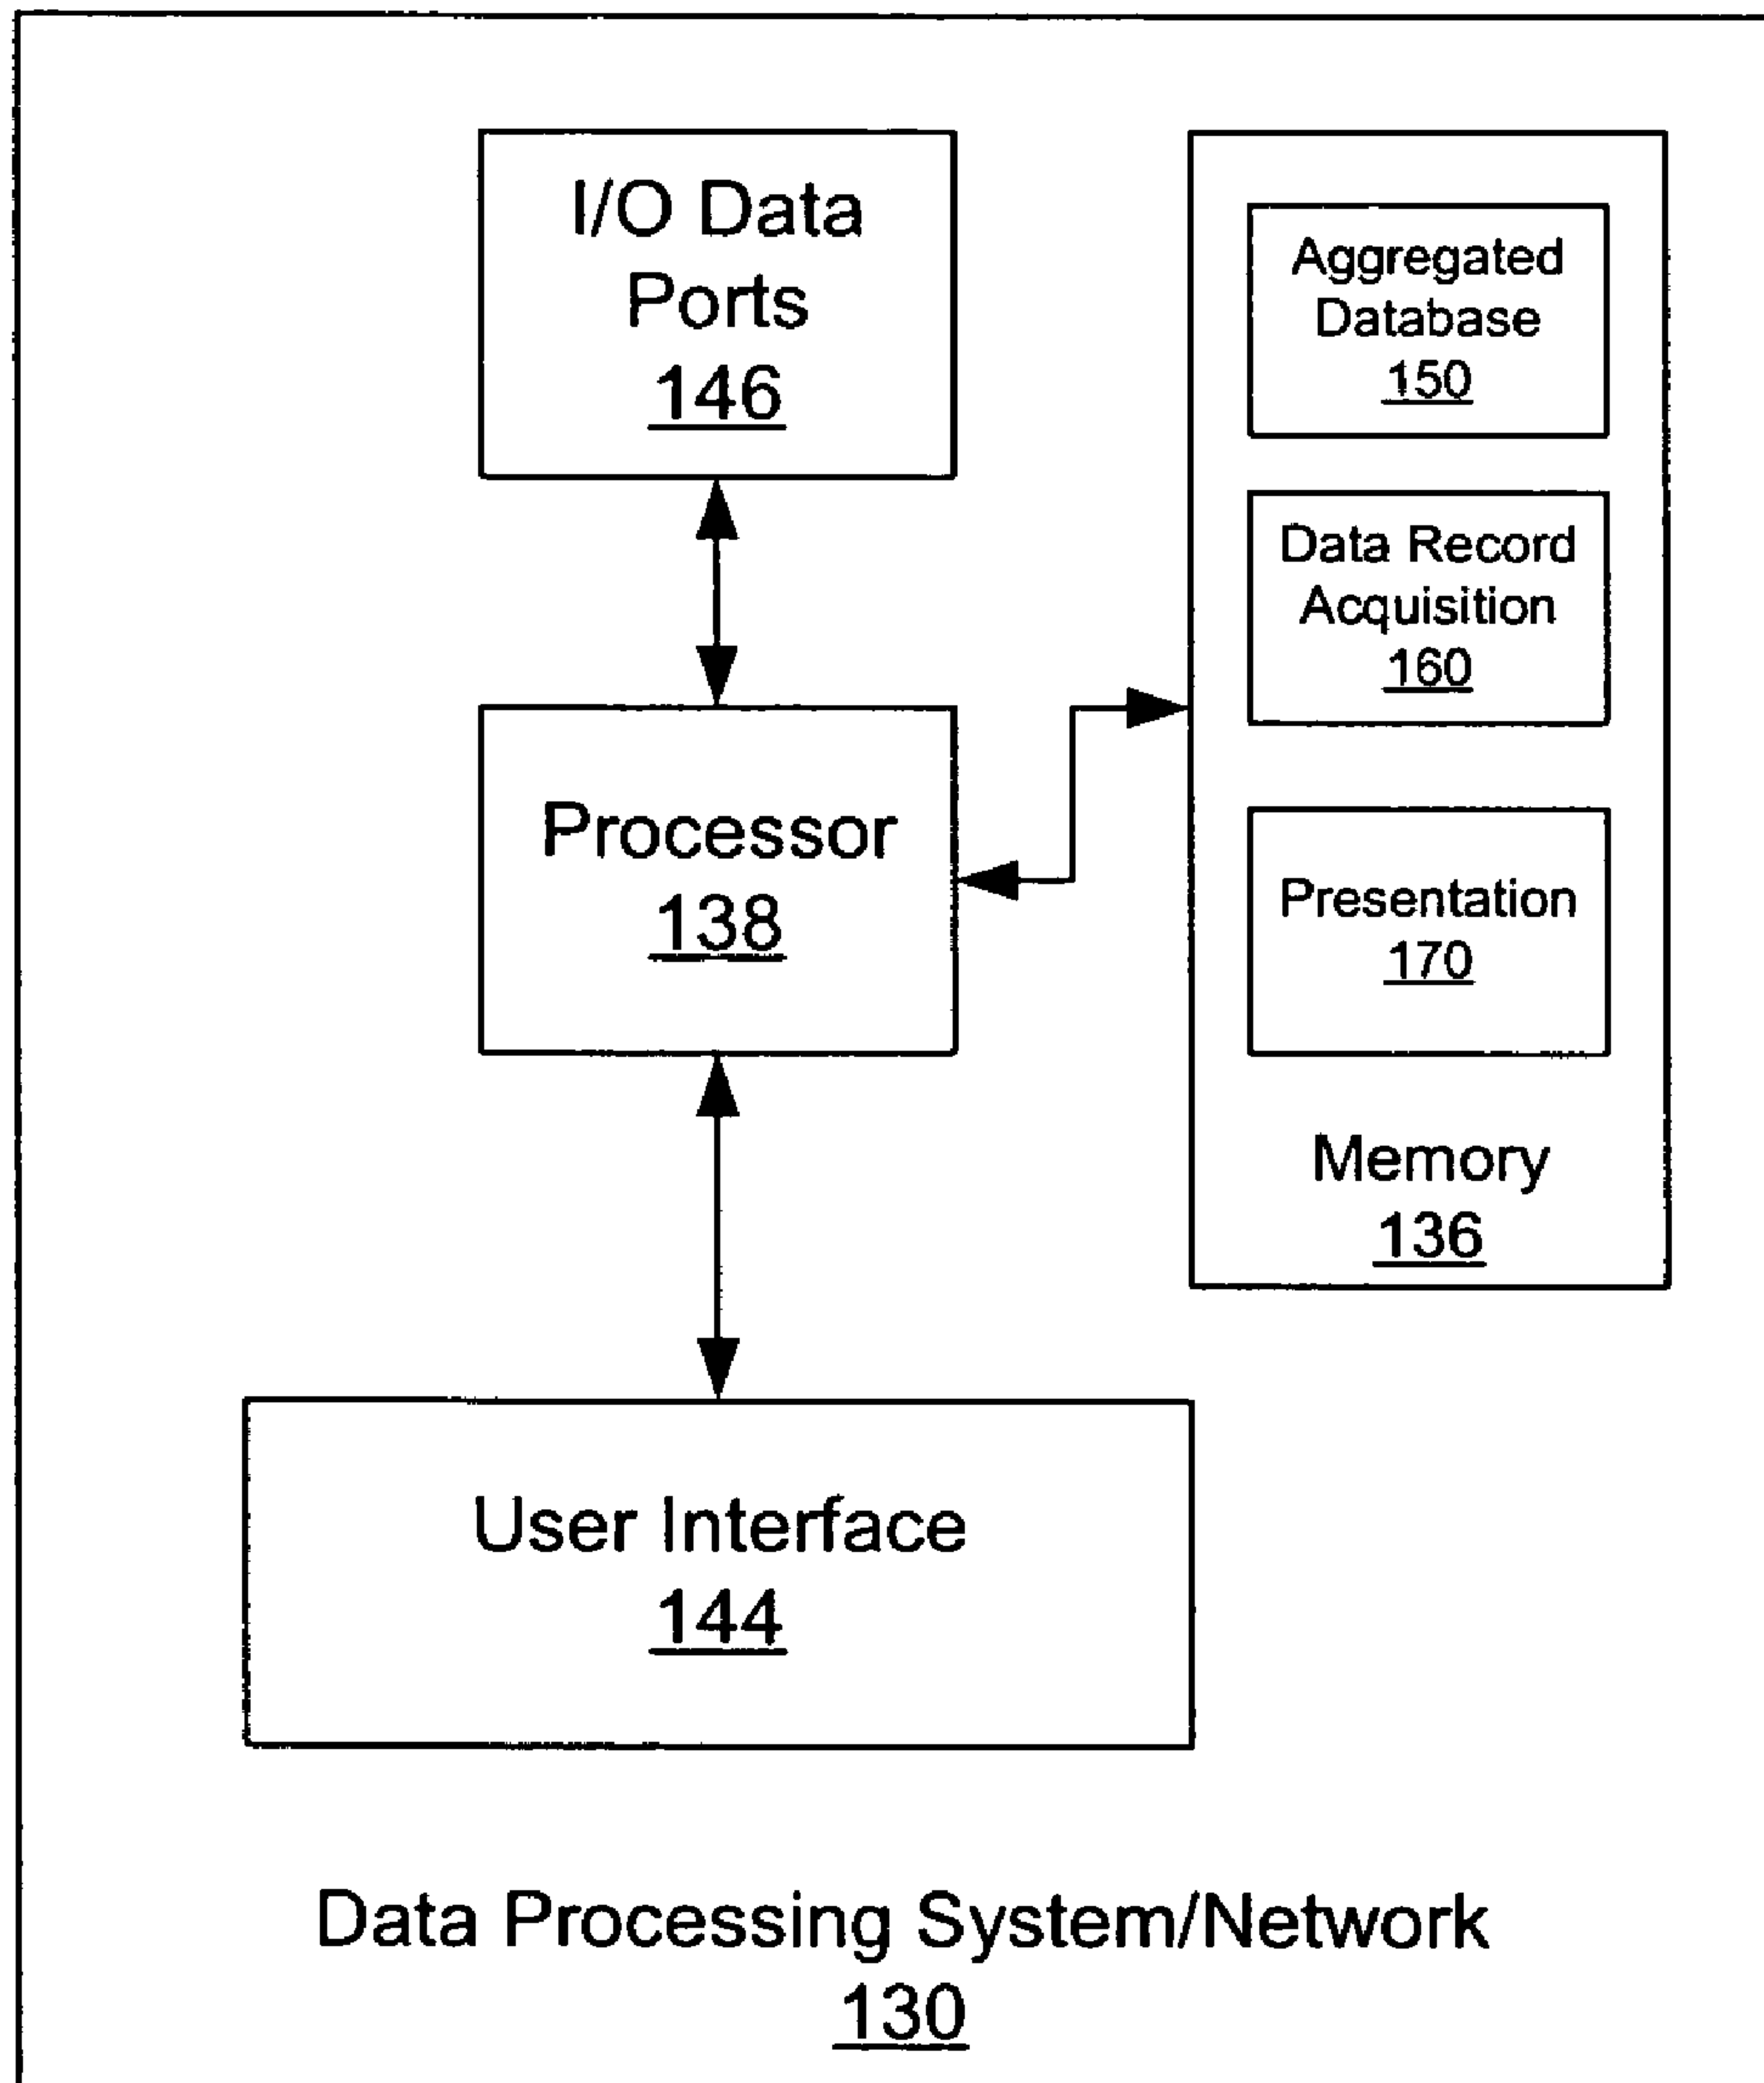 I/O Data
Ports
146
Aggregated
Database
150
Data Record
Acquisition
160
Processor
138
Presentation
170
Memory
136
User Interface
144
Data Processing System/Network
130